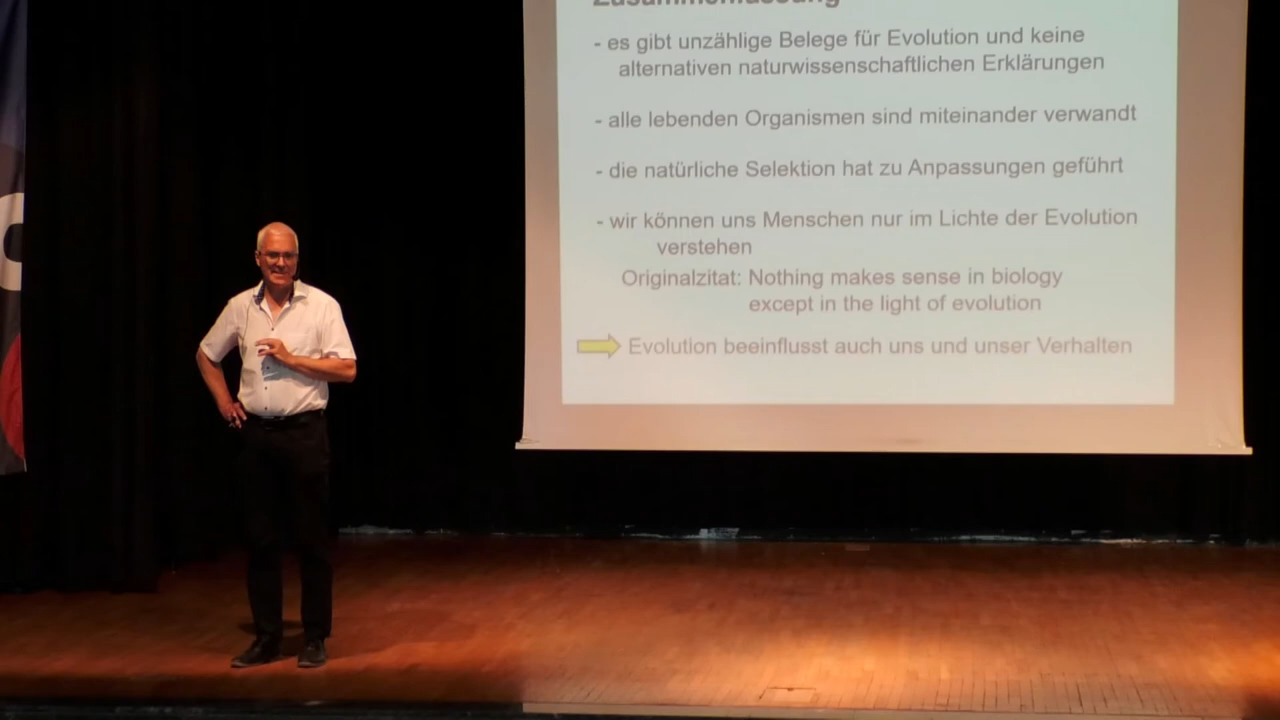 Zusammenfassung
- es gibt unzählige Belege für Evolution und keine
alternativen naturwissenschaftlichen Erklärungen
- alle lebenden Organismen sind miteinander verwandt
- die natürliche Selektion hat zu Anpassungen geführt
- wir können uns Menschen nur im Lichte der Evolution
verstehen
Originalzitat: Nothing makes sense in biology
except in the light of evolution
Evolution beeinflusst auch uns und unser Verhalten